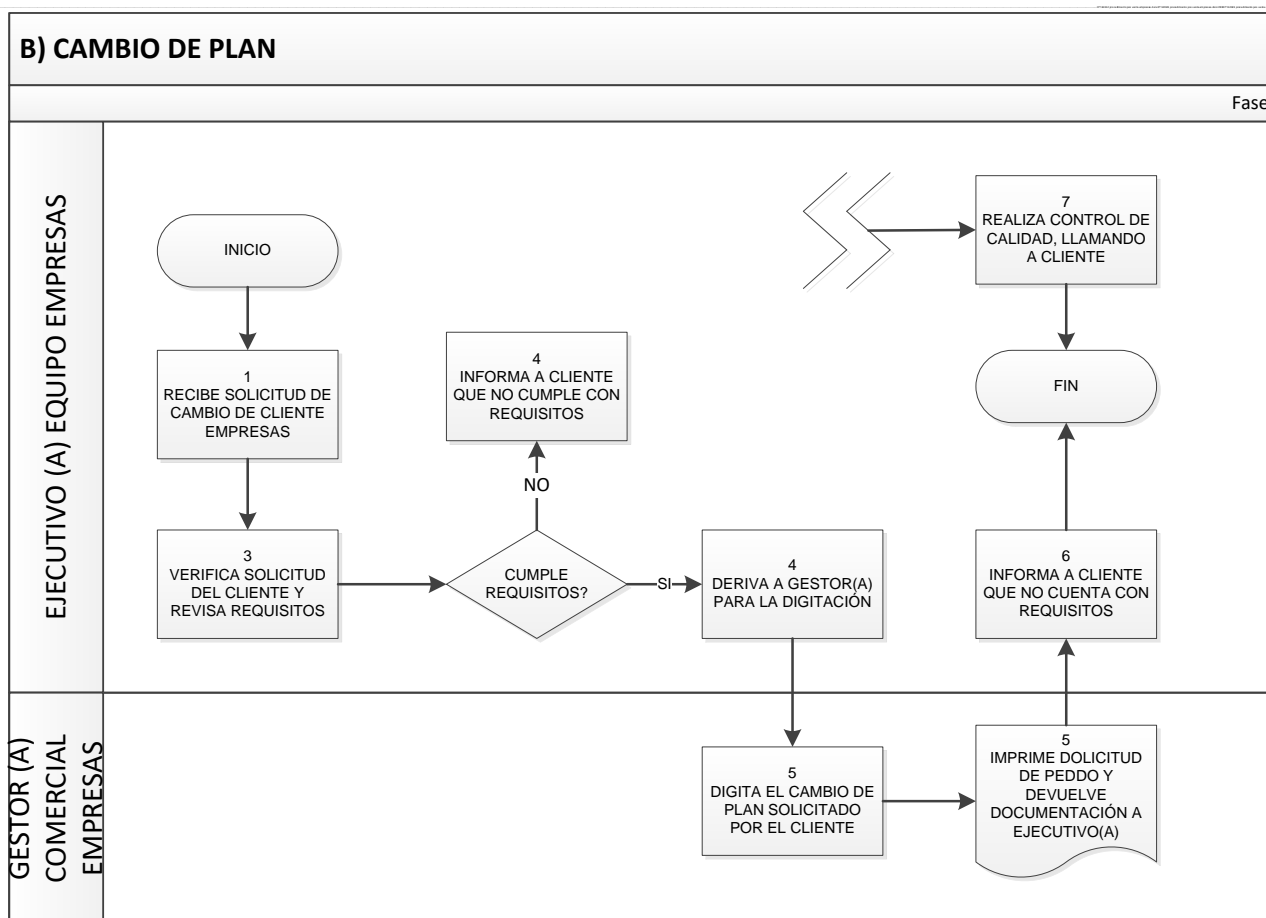 B) CAMBIO DE PLAN
Fase
EJECUTIVO (A) EQUIPO EMPRESAS
INICIO
1
RECIBE SOLICITUD DE
CAMBIO DE CLIENTE
EMPRESAS
3
VERIFICA SOLICITUD
DEL CLIENTE Y
REVISA REQUISITOS
CUMPLE
REQUISITOS?
NO
4
INFORMA A CLIENTE
QUE NO CUMPLE CON
REQUISITOS
SI
4
DERIVA A GESTOR(A)
PARA LA DIGITACIÓN
7
REALIZA CONTROL DE
CALIDAD, LLAMANDO
A CLIENTE
FIN
6
INFORMA A CLIENTE
QUE NO CUENTA CON
REQUISITOS
GESTOR (A)
COMERCIAL
EMPRESAS
5
DIGITA EL CAMBIO DE
PLAN SOLICITADO
POR EL CLIENTE
5
IMPRIME DOLICITUD
DE PEDDO Y
DEVUELVE
DOCUMENTACIÓN A
EJECUTIVO(A)